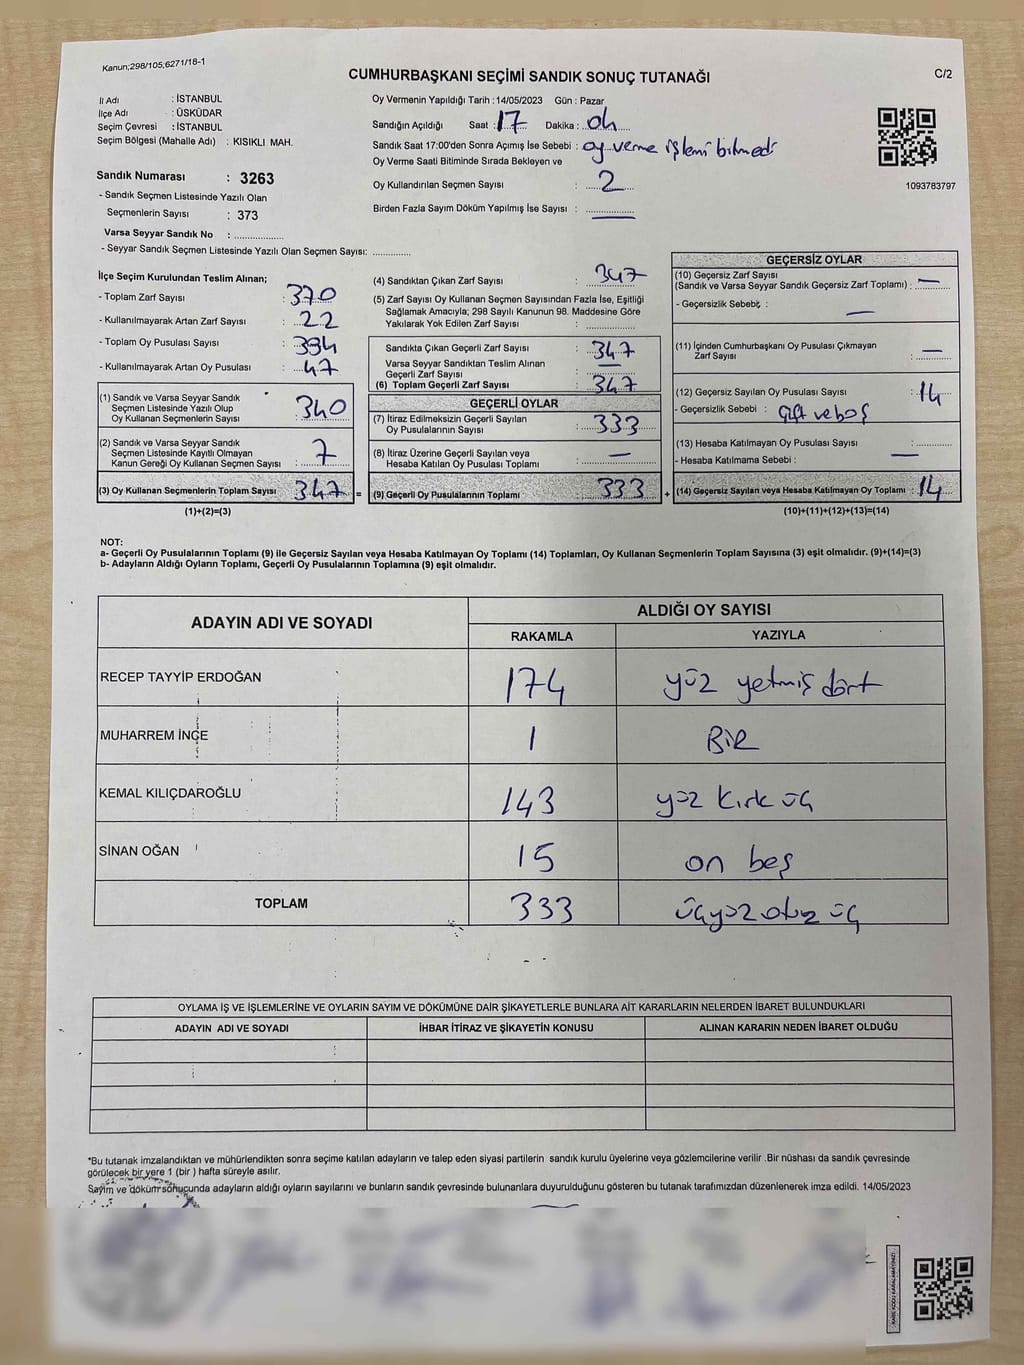 Kanun;298/105;6271/18-1
CUMHURBAŞKANI SEÇİMİ SANDIK SONUÇ TUTANAĞI
C/2
İl Adı : İSTANBUL
İlçe Adı : ÜSKÜDAR
Seçim Çevresi : İSTANBUL
Seçim Bölgesi (Mahalle Adı) : KISIKLI MAH.
Sandık Numarası : 3263
- Sandık Seçmen Listesinde Yazılı Olan
Seçmenlerin Sayısı : 373
Varsa Seyyar Sandık No : ..............
- Seyyar Sandık Seçmen Listesinde Yazılı Olan Seçmen Sayısı: ............
Oy Vermenin Yapıldığı Tarih : 14/05/2023 Gün : Pazar
Sandığın Açıldığı Saat : 17 Dakika :
Sandık Saat 17:00'den Sonra Açımış İse Sebebi : oy verme işlemi bitmedi
Oy Verme Saati Bitiminde Sırada Bekleyen ve
Oy Kullandırılan Seçmen Sayısı : 2
Birden Fazla Sayım Döküm Yapılmış İse Sayısı : —
1093783797
İlçe Seçim Kurulundan Teslim Alınan;
- Toplam Zarf Sayısı : 370
- Kullanılmayarak Artan Zarf Sayısı : 22
- Toplam Oy Pusulası Sayısı : 394
- Kullanılmayarak Artan Oy Pusulası : 47
(1) Sandık ve Varsa Seyyar Sandık
Seçmen Listesinde Yazılı Olup
Oy Kullanan Seçmenlerin Sayısı : 340
(2) Sandık ve Varsa Seyyar Sandık
Seçmen Listesinde Kayıtlı Olmayan
Kanun Gereği Oy Kullanan Seçmen Sayısı : 7
(3) Oy Kullanan Seçmenlerin Toplam Sayısı 347 =
(1)+(2)=(3)
(4) Sandıktan Çıkan Zarf Sayısı : 347
(5) Zarf Sayısı Oy Kullanan Seçmen Sayısından Fazla İse, Eşitliği
Sağlamak Amacıyla; 298 Sayılı Kanunun 98. Maddesine Göre
Yakılarak Yok Edilen Zarf Sayısı : ..............
Sandıkta Çıkan Geçerli Zarf Sayısı : 347
Varsa Seyyar Sandıktan Teslim Alınan
Geçerli Zarf Sayısı : —
(6) Toplam Geçerli Zarf Sayısı : 347
GEÇERLİ OYLAR
(7) İtiraz Edilmeksizin Geçerli Sayılan
Oy Pusulalarının Sayısı : 333
(8) İtiraz Üzerine Geçerli Sayılan veya
Hesaba Katılan Oy Pusulası Toplamı : —
(9) Geçerli Oy Pusulalarının Toplamı : 333 +
GEÇERSİZ OYLAR
(10) Geçersiz Zarf Sayısı
(Sandık ve Varsa Seyyar Sandık Geçersiz Zarf Toplamı) : —
- Geçersizlik Sebebi : —
(11) İçinden Cumhurbaşkanı Oy Pusulası Çıkmayan
Zarf Sayısı : —
(12) Geçersiz Sayılan Oy Pusulası Sayısı : 14
- Geçersizlik Sebebi : Çift ve boş
(13) Hesaba Katılmayan Oy Pusulası Sayısı : ..............
- Hesaba Katılmama Sebebi : —
(14) Geçersiz Sayılan veya Hesaba Katılmayan Oy Toplamı : 14
(10)+(11)+(12)+(13)=(14)
NOT:
a- Geçerli Oy Pusulalarının Toplamı (9) ile Geçersiz Sayılan veya Hesaba Katılmayan Oy Toplamı (14) Toplamları, Oy Kullanan Seçmenlerin Toplam Sayısına (3) eşit olmalıdır. (9)+(14)=(3)
b- Adayların Aldığı Oyların Toplamı, Geçerli Oy Pusulalarının Toplamına (9) eşit olmalıdır.
ADAYIN ADI VE SOYADI
ALDIĞI OY SAYISI
RAKAMLA YAZIYLA
RECEP TAYYİP ERDOĞAN 174 yüz yetmiş dört
MUHARREM İNCE 1 BİR
KEMAL KILIÇDAROĞLU 143 yüz kırk üç
SİNAN OĞAN 15 on beş
TOPLAM 333 üçyüz otuz üç
OYLAMA İŞ VE İŞLEMLERİNE VE OYLARIN SAYIM VE DÖKÜMÜNE DAİR ŞİKAYETLERLE BUNLARA AİT KARARLARIN NELERDEN İBARET BULUNDUKLARI
ADAYIN ADI VE SOYADI İHBAR İTİRAZ VE ŞİKAYETİN KONUSU ALINAN KARARIN NEDEN İBARET OLDUĞU
*Bu tutanak imzalandıktan ve mühürlendikten sonra seçime katılan adayların ve talep eden siyasi partilerin sandık kurulu üyelerine veya gözlemcilerine verilir .Bir nüshası da sandık çevresinde
görülecek bir yere 1 (bir ) hafta süreyle asılır.
Sayım ve döküm sonucunda adayların aldığı oyların sayılarını ve bunların sandık çevresinde bulunanlara duyurulduğunu gösteren bu tutanak tarafımızdan düzenlenerek imza edildi. 14/05/2023